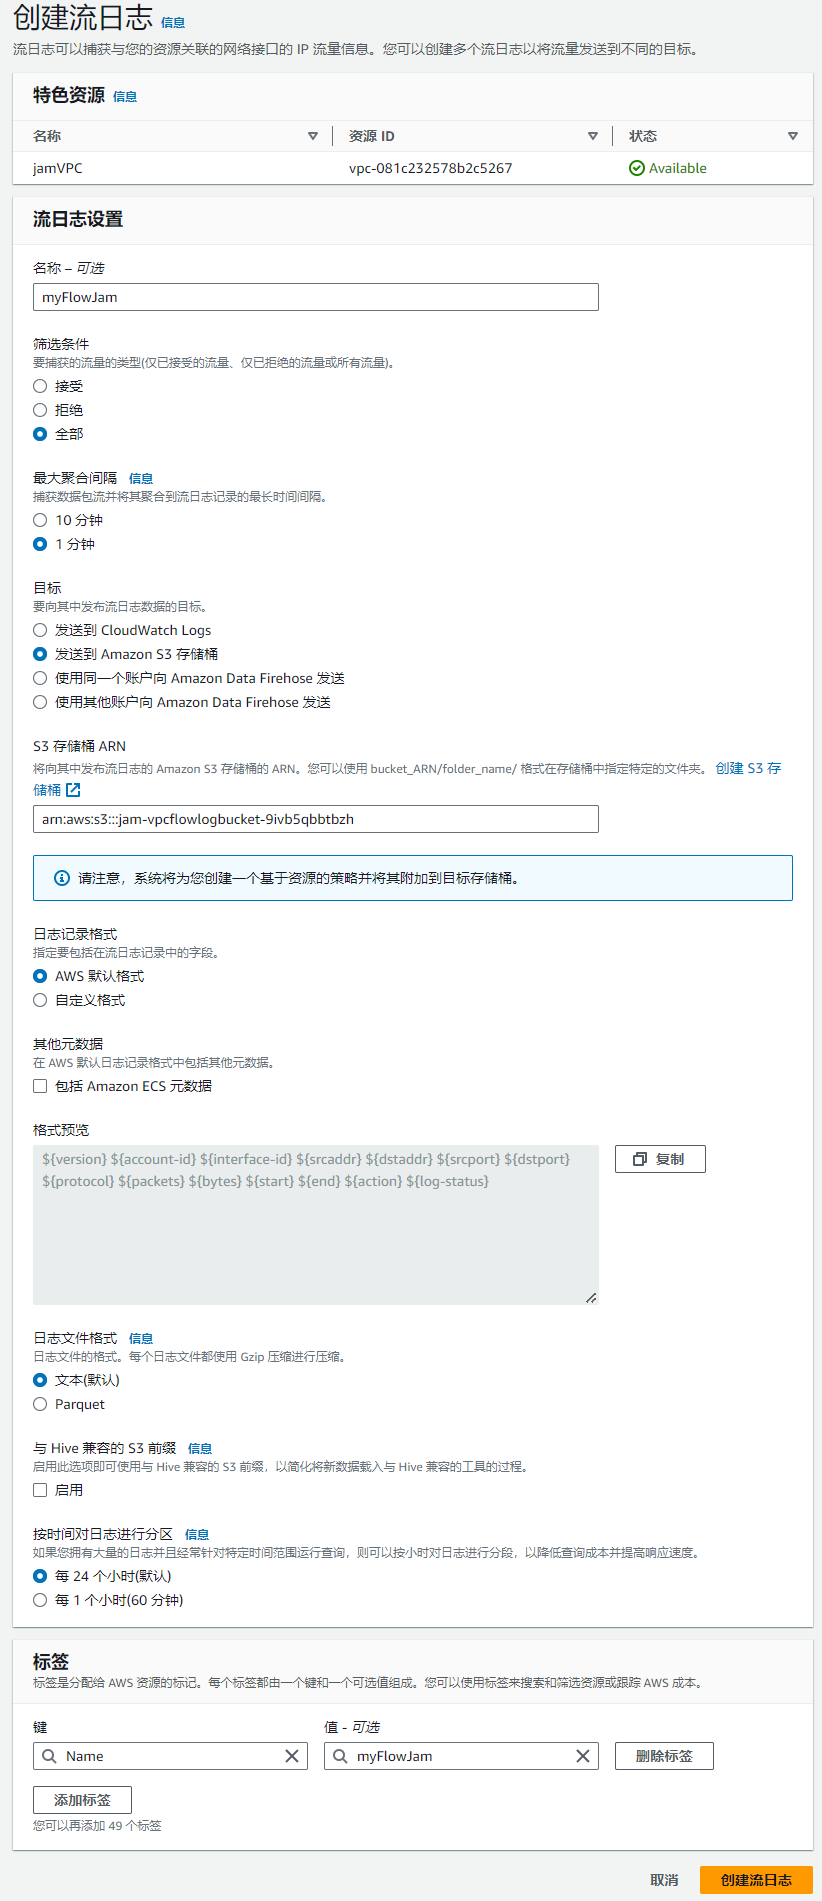 创建流日志 信息
流日志可以捕获与您的资源关联的网络接口的 IP 流量信息。您可以创建多个流日志以将流量发送到不同的目标。
特色资源 信息
名称 资源 ID 状态
jamVPC vpc-081c232578b2c5267 Available
流日志设置
名称 – 可选
myFlowJam
筛选条件
要捕获的流量的类型(仅已接受的流量、仅已拒绝的流量或所有流量)。
接受
拒绝
全部
最大聚合间隔 信息
捕获数据包流并将其聚合到流日志记录的最长时间间隔。
10 分钟
1 分钟
目标
要向其中发布流日志数据的目标。
发送到 CloudWatch Logs
发送到 Amazon S3 存储桶
使用同一个账户向 Amazon Data Firehose 发送
使用其他账户向 Amazon Data Firehose 发送
S3 存储桶 ARN
将向其中发布流日志的 Amazon S3 存储桶的 ARN。您可以使用 bucket_ARN/folder_name/ 格式在存储桶中指定特定的文件夹。 创建 S3 存
储桶
arn:aws:s3:::jam-vpcflowlogbucket-9ivb5qbbtbzh
请注意，系统将为您创建一个基于资源的策略并将其附加到目标存储桶。
日志记录格式
指定要包括在流日志记录中的字段。
AWS 默认格式
自定义格式
其他元数据
在 AWS 默认日志记录格式中包括其他元数据。
包括 Amazon ECS 元数据
格式预览
${version} ${account-id} ${interface-id} ${srcaddr} ${dstaddr} ${srcport} ${dstport}
${protocol} ${packets} ${bytes} ${start} ${end} ${action} ${log-status}
复制
日志文件格式 信息
日志文件的格式。每个日志文件都使用 Gzip 压缩进行压缩。
文本(默认)
Parquet
与 Hive 兼容的 S3 前缀 信息
启用此选项即可使用与 Hive 兼容的 S3 前缀，以简化将新数据载入与 Hive 兼容的工具的过程。
启用
按时间对日志进行分区 信息
如果您拥有大量的日志并且经常针对特定时间范围运行查询，则可以按小时对日志进行分段，以降低查询成本并提高响应速度。
每 24 个小时(默认)
每 1 个小时(60 分钟)
标签
标签是分配给 AWS 资源的标记。每个标签都由一个键和一个可选值组成。您可以使用标签来搜索和筛选资源或跟踪 AWS 成本。
键 值 - 可选
Name myFlowJam 删除标签
添加标签
您可以再添加 49 个标签
取消 创建流日志